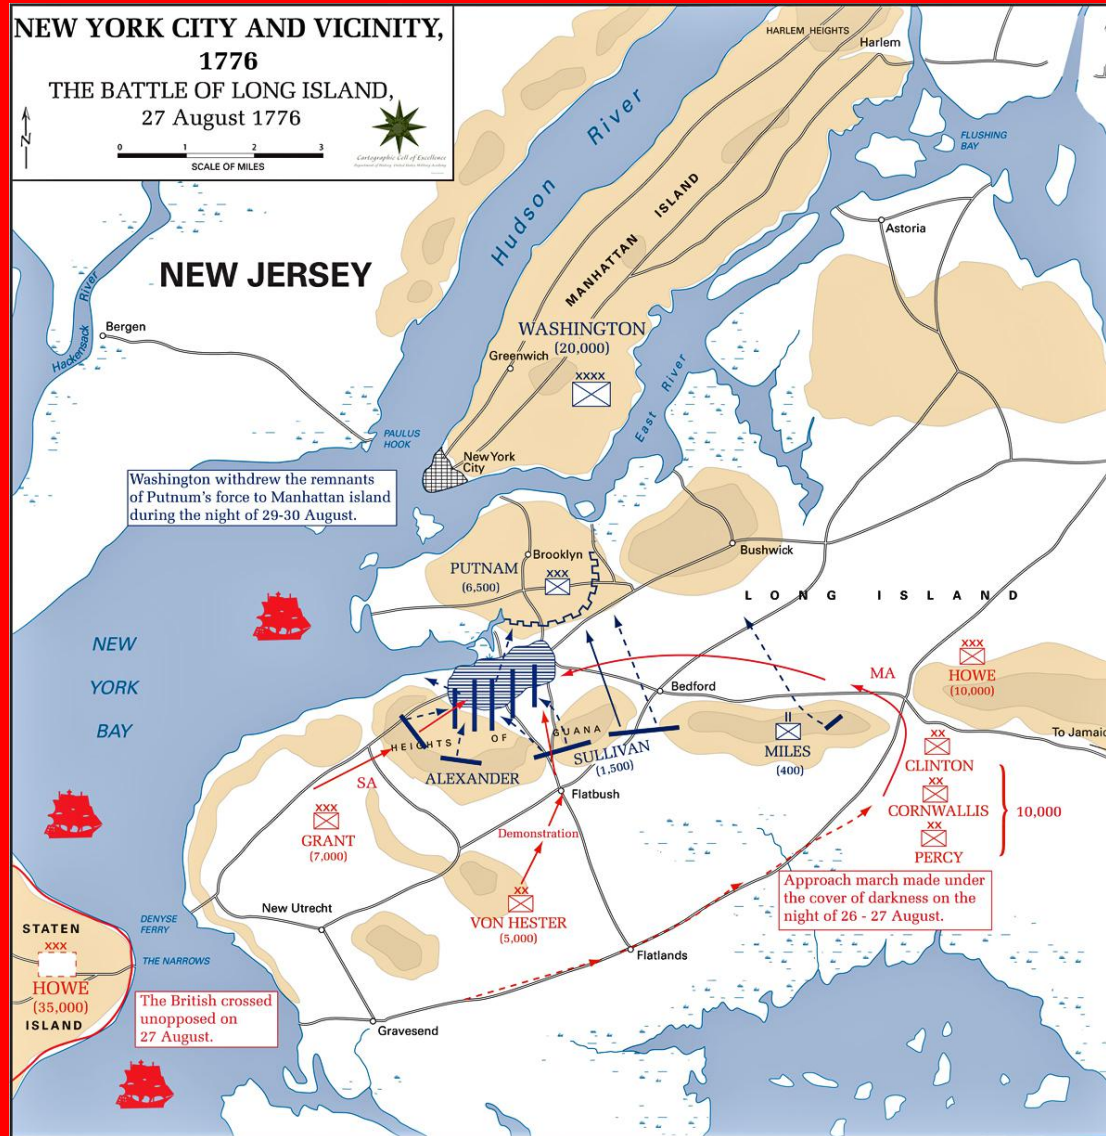 NEW YORK CITY AND VICINITY,
1776
THE BATTLE OF LONG ISLAND,
27 August 1776
N
0 1 2 3
SCALE OF MILES
Cartographic Cell of Excellence
HARLEM HEIGHTS
Harlem
Hudson River
FLUSHING
BAY
MANHATTAN ISLAND
Astoria
NEW JERSEY
Hackensack River
Bergen
WASHINGTON
(20,000)
XXXX
Greenwich
East River
PAULUS
HOOK
New York
City
Washington withdrew the remnants
of Putnum's force to Manhattan island
during the night of 29-30 August.
Brooklyn
PUTNAM
(6,500)
XXX
Bushwick
LONG ISLAND
NEW
YORK
BAY
XXX
HOWE
(10,000)
MA
Bedford
To Jamaic
HEIGHTS OF GUANA
ALEXANDER
SULLIVAN
(1,500)
II
MILES
(400)
XX
CLINTON
XX
CORNWALLIS
XX
PERCY
10,000
SA
XXX
GRANT
(7,000)
Flatbush
Demonstration
XX
VON HESTER
(5,000)
Approach march made under
the cover of darkness on the
night of 26 - 27 August.
New Utrecht
DENYSE
FERRY
THE NARROWS
STATEN
XXX
HOWE
(35,000)
ISLAND
Flatlands
The British crossed
unopposed on
27 August.
Gravesend